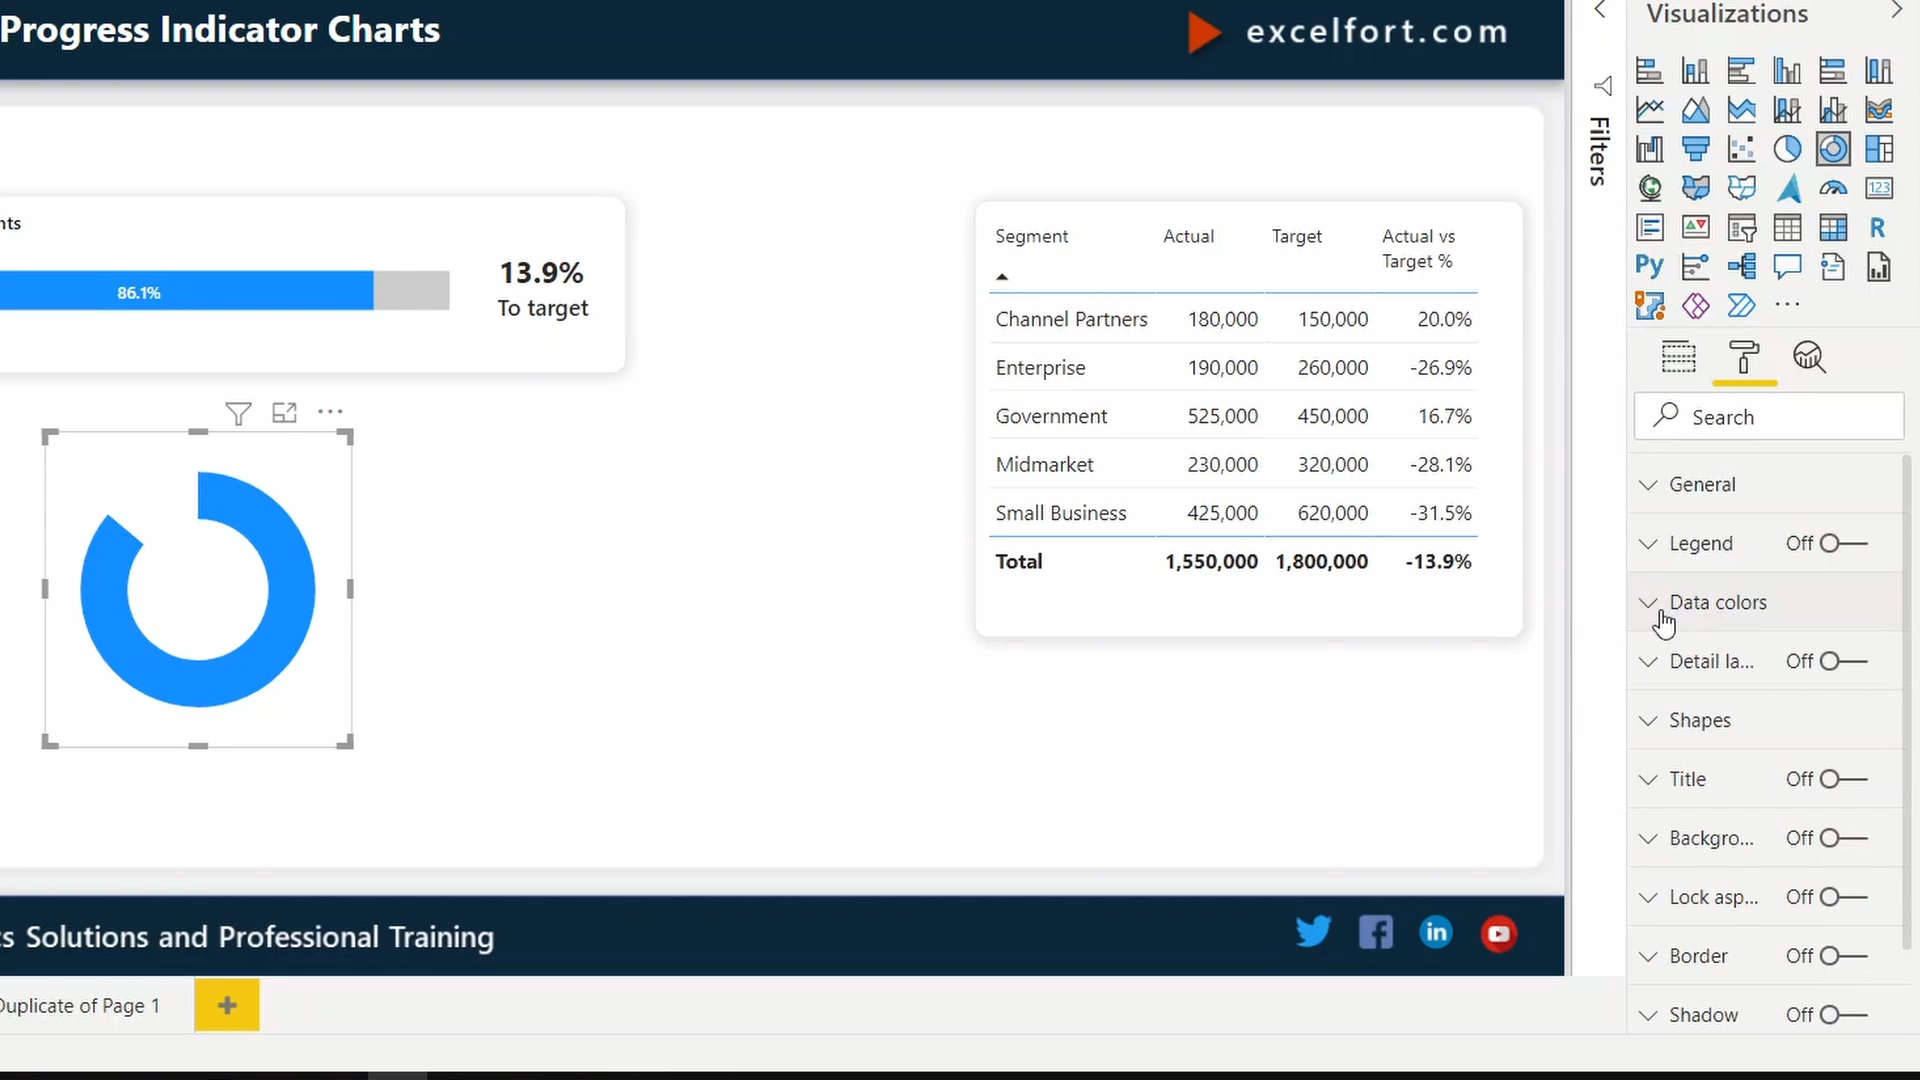 Progress Indicator Charts
excelfort.com
Visualizations
Filters
nts
86.1%
13.9%
To target
Segment Actual Target Actual vs
Target %
Channel Partners 180,000 150,000 20.0%
Enterprise 190,000 260,000 -26.9%
Government 525,000 450,000 16.7%
Midmarket 230,000 320,000 -28.1%
Small Business 425,000 620,000 -31.5%
Total 1,550,000 1,800,000 -13.9%
123
R
Py
Search
General
Legend Off
Data colors
Detail la... Off
Shapes
Title Off
Backgro... Off
Lock asp... Off
Border Off
Shadow Off
s Solutions and Professional Training
in
Duplicate of Page 1
+